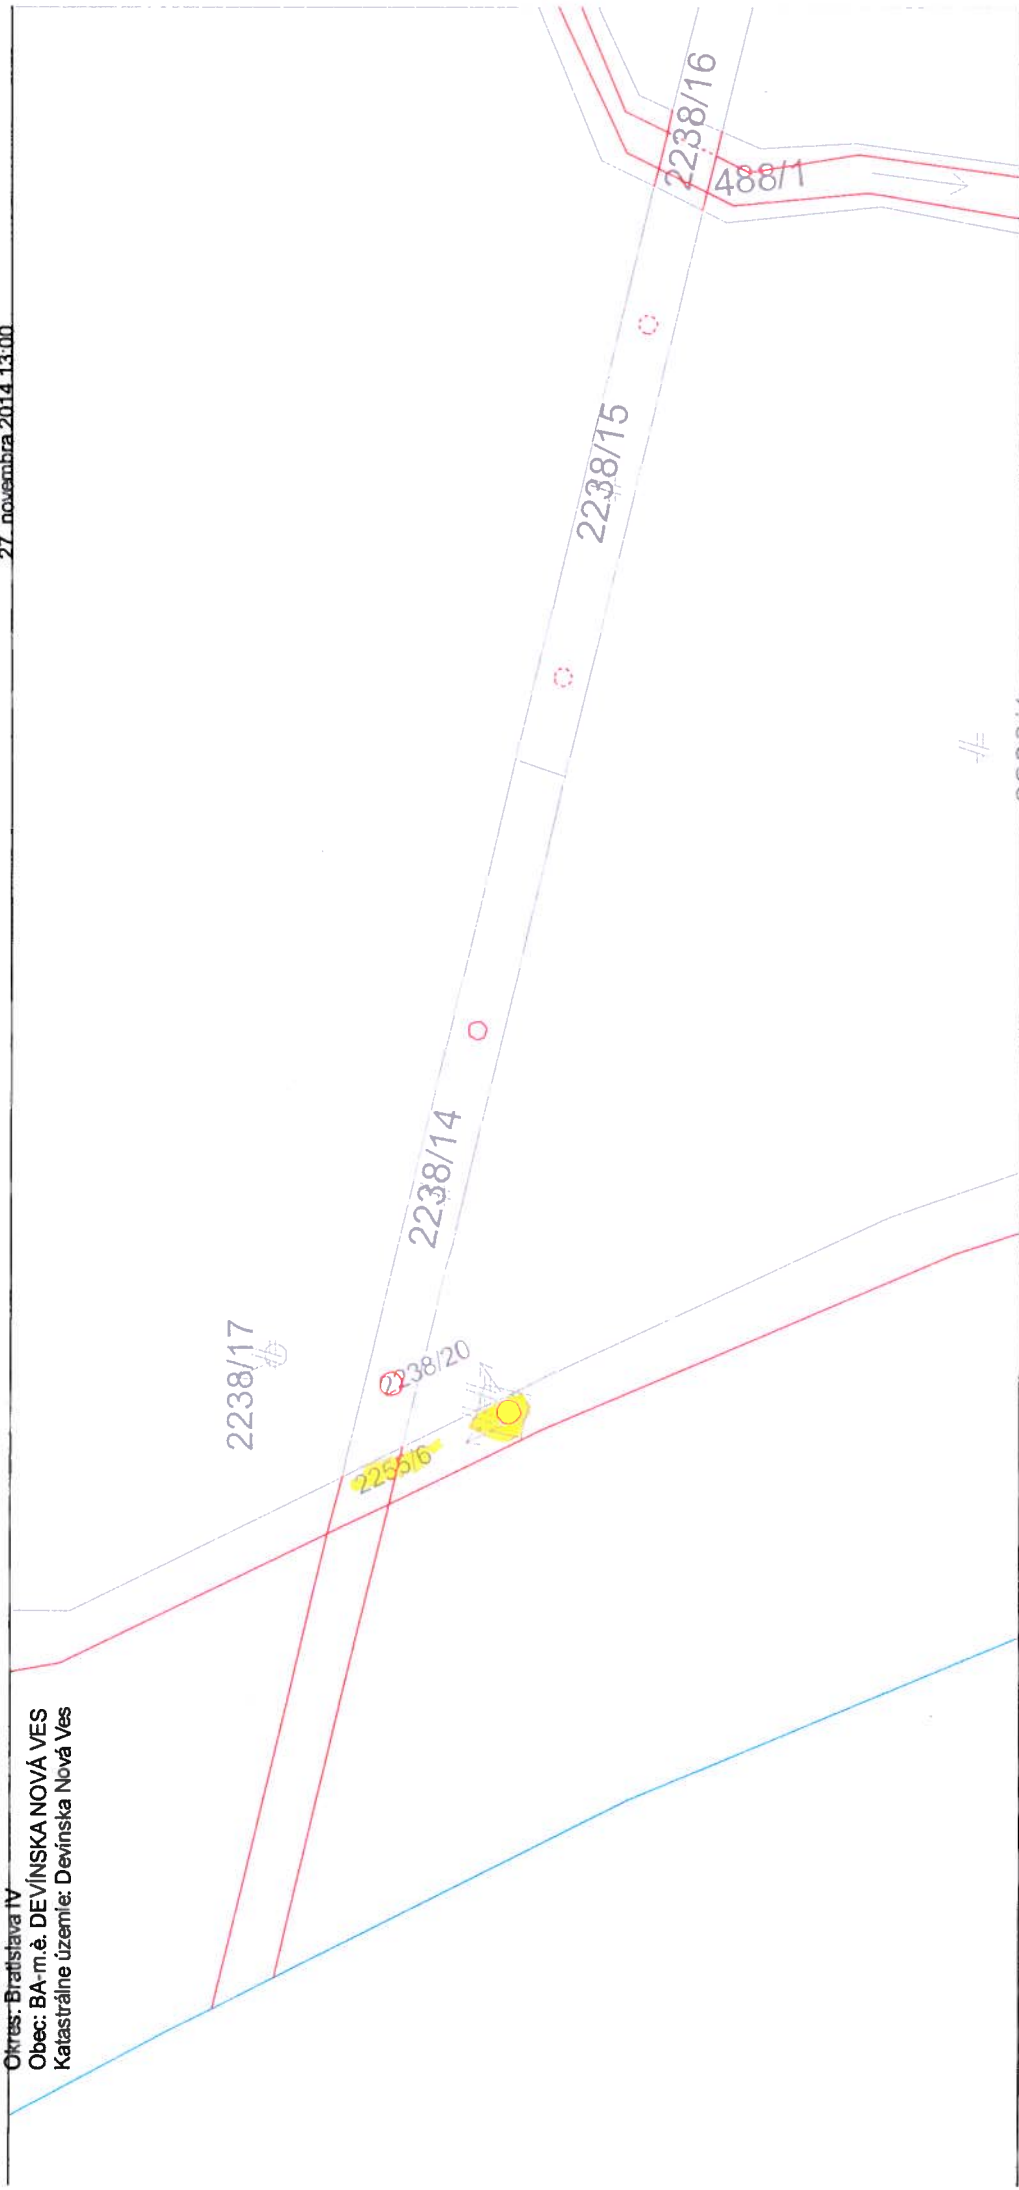 27. novembra 2014 13:00
Okres: Bratislava IV
Obec: BA-m.è. DEVÍNSKA NOVÁ VES
Katastrálne územie: Devínska Nová Ves
2238/17
2255/6
2238/20
2238/14
2238/15
2238/16
488/1